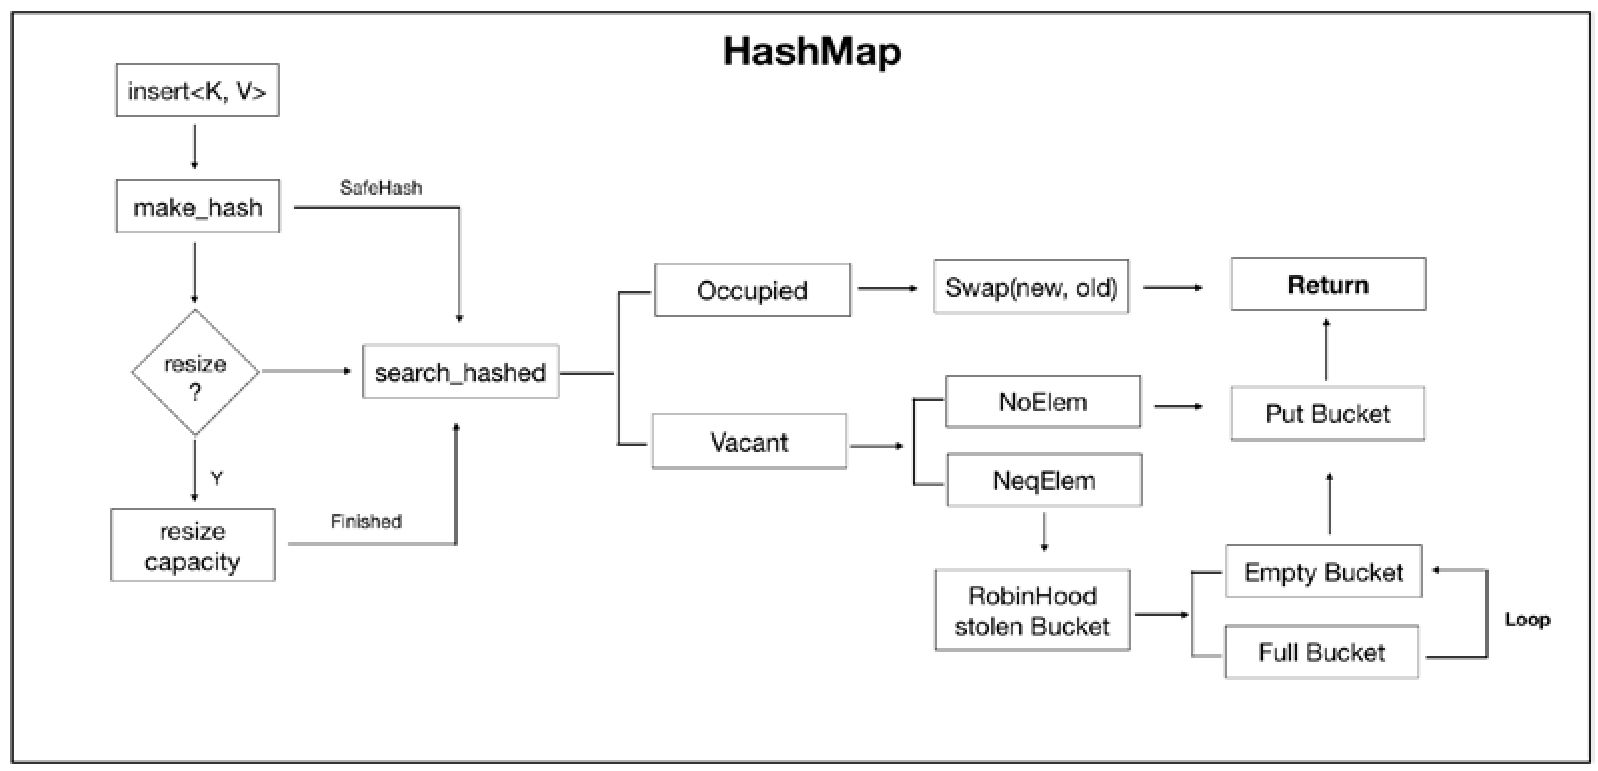 HashMap
insert<K, V>
make_hash
SafeHash
resize
?
Y
resize
capacity
Finished
search_hashed
Occupied
Swap(new, old)
Return
Vacant
NoElem
Put Bucket
NeqElem
RobinHood
stolen Bucket
Empty Bucket
Full Bucket
Loop